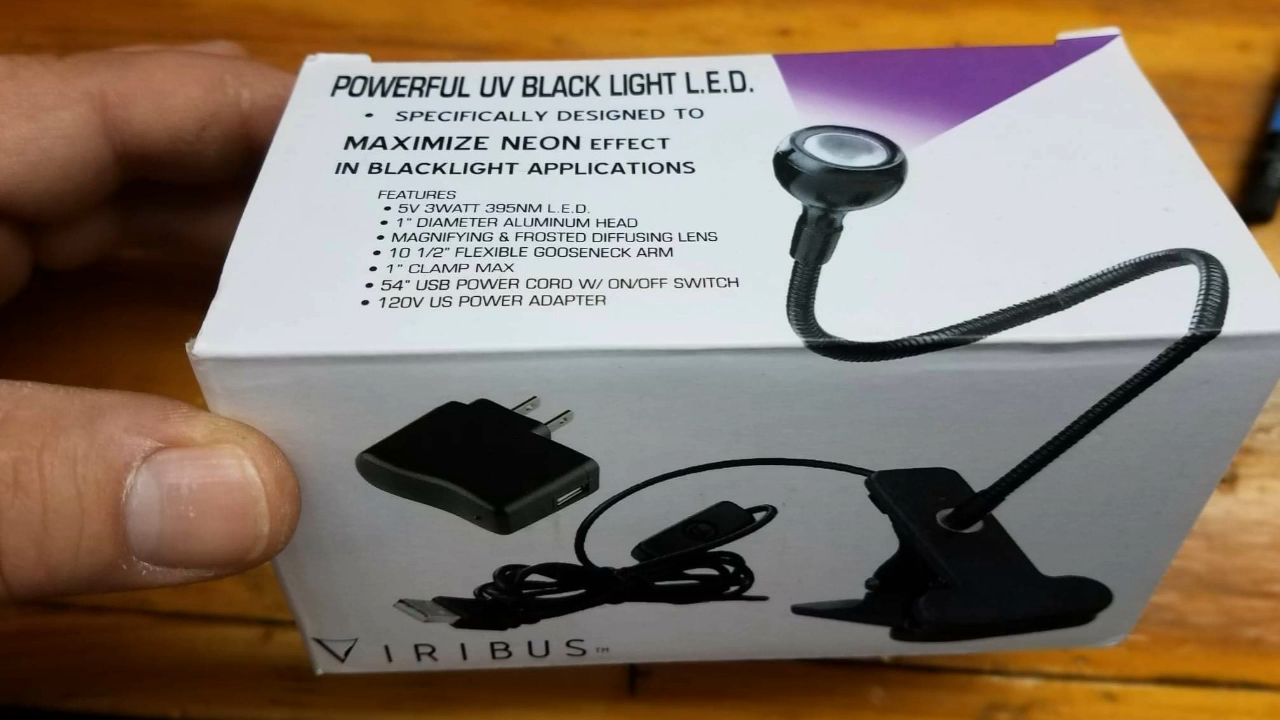 POWERFUL UV BLACK LIGHT L.E.D.
• SPECIFICALLY DESIGNED TO
MAXIMIZE NEON EFFECT
IN BLACKLIGHT APPLICATIONS
FEATURES
• 5V 3WATT 395NM L.E.D.
• 1" DIAMETER ALUMINUM HEAD
• MAGNIFYING & FROSTED DIFFUSING LENS
• 10 1/2" FLEXIBLE GOOSENECK ARM
• 1" CLAMP MAX
• 54" USB POWER CORD W/ ON/OFF SWITCH
• 120V US POWER ADAPTER
VIRIBUS™